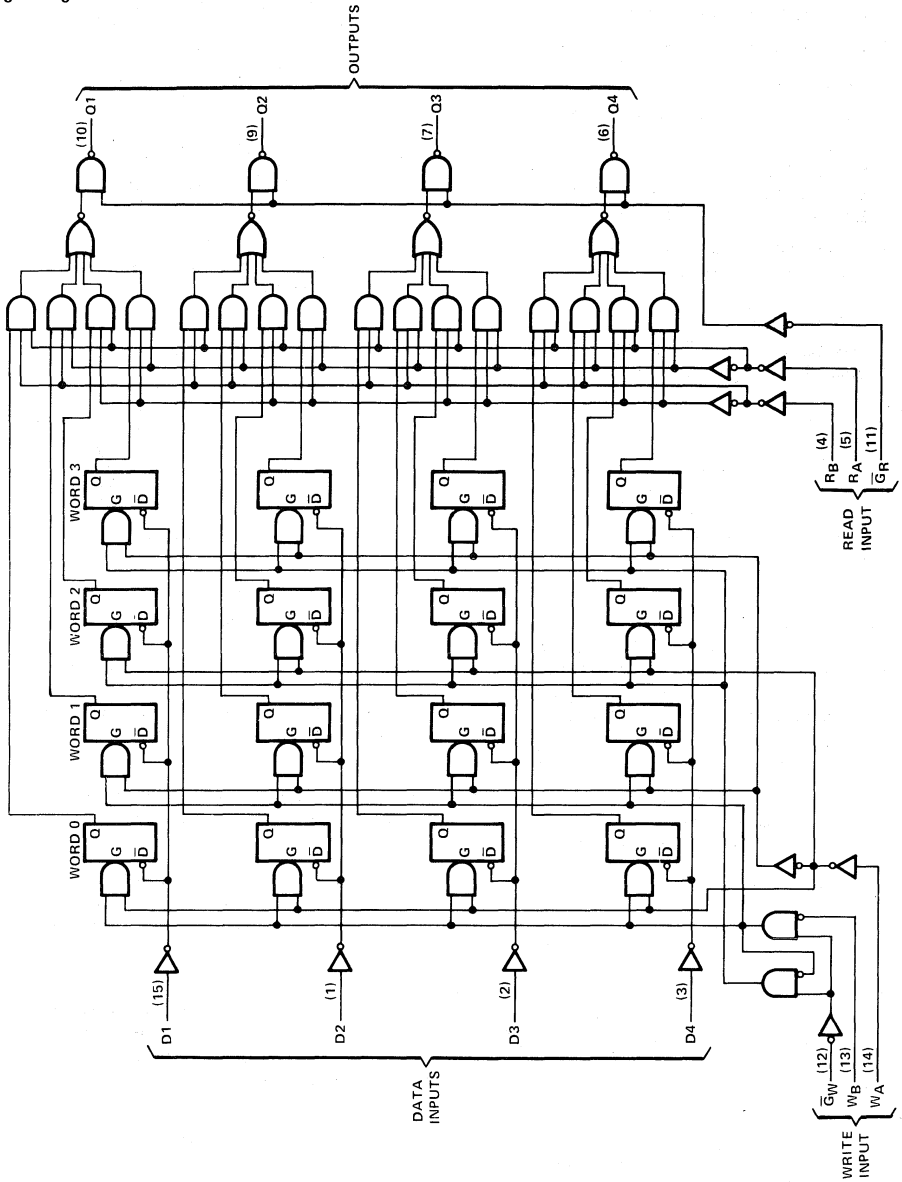 OUTPUTS
(10) Q1
(9) Q2
(7) Q3
(6) Q4
WORD 0
WORD 1
WORD 2
WORD 3
Q
G
D̅
Q
G
D̅
Q
G
D̅
Q
G
D̅
Q
G
D̅
Q
G
D̅
Q
G
D̅
Q
G
D̅
Q
G
D̅
Q
G
D̅
Q
G
D̅
Q
G
D̅
Q
G
D̅
Q
G
D̅
Q
G
D̅
Q
G
D̅
DATA
INPUTS
D1 (15)
D2 (1)
D3 (2)
D4 (3)
WRITE
INPUT
G̅W (12)
WB (13)
WA (14)
READ
INPUT
RB (4)
RA (5)
G̅R (11)